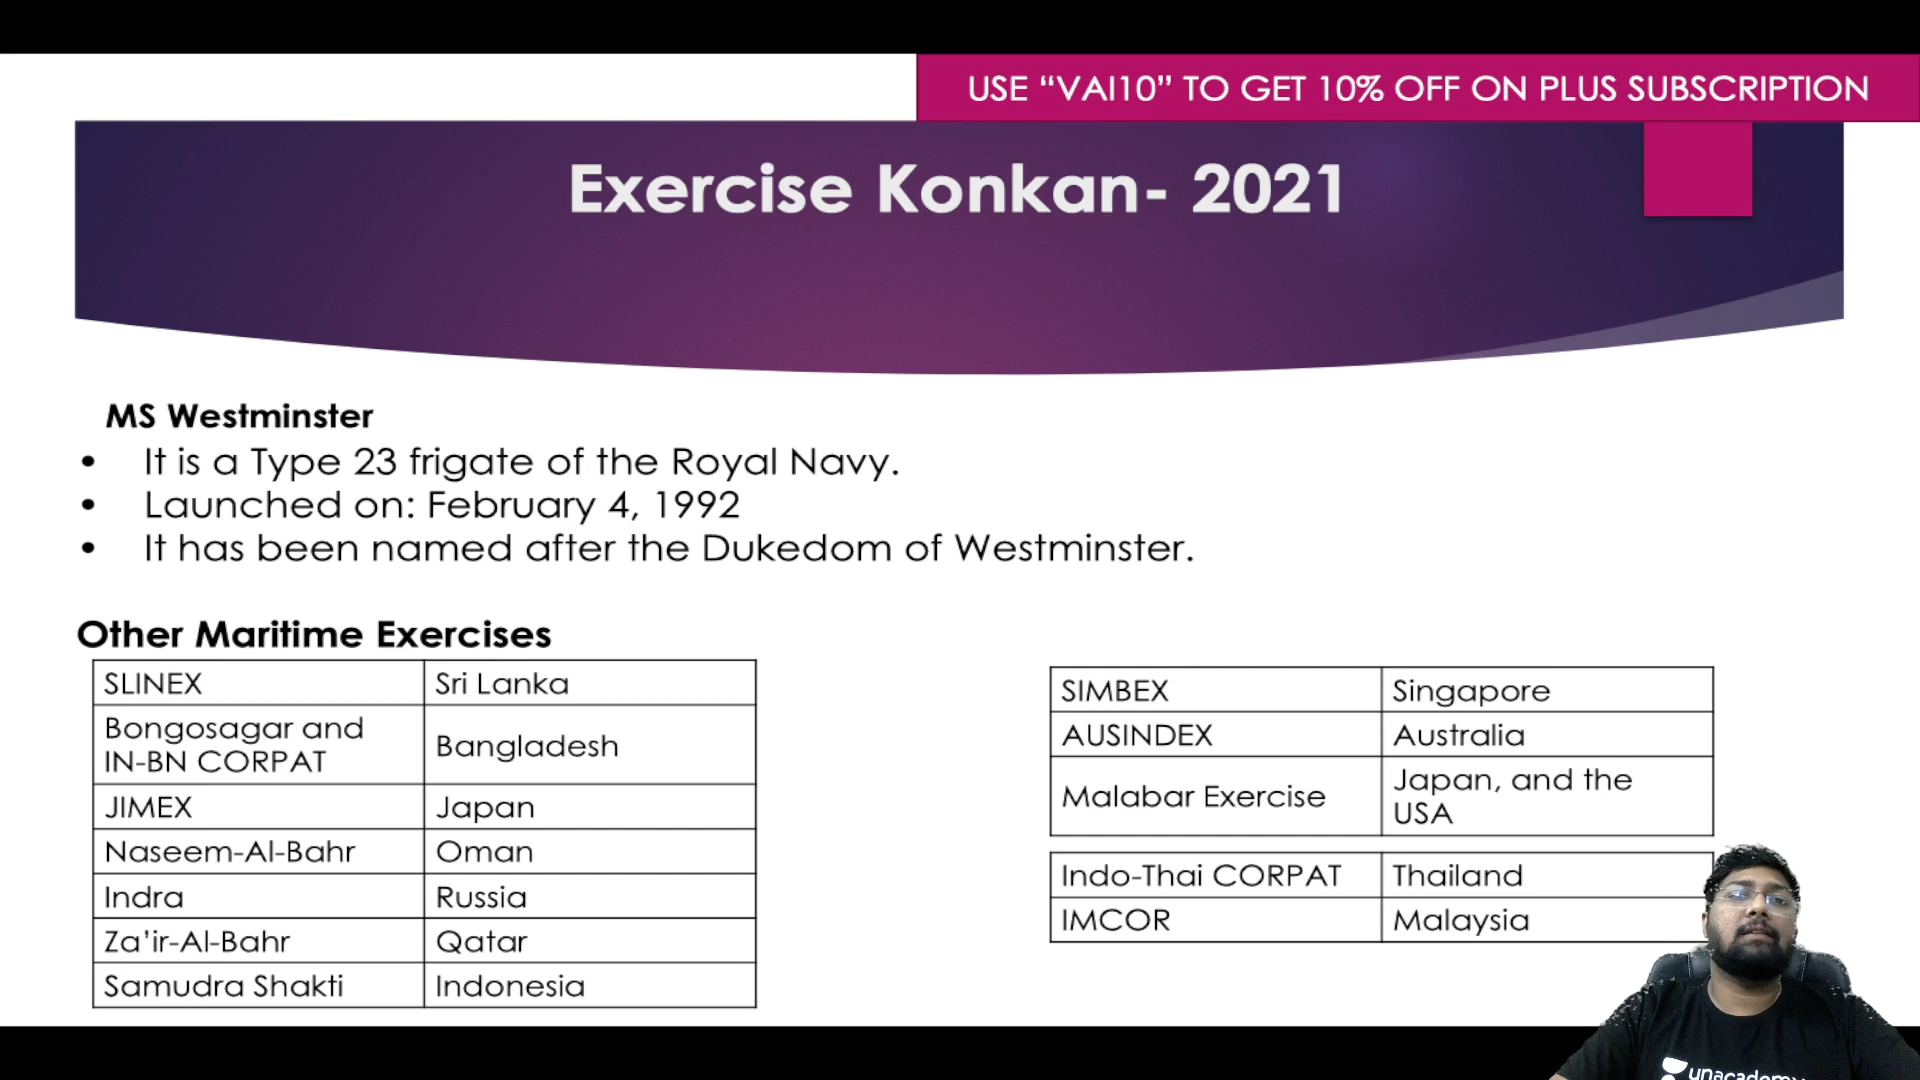 USE “VAI10” TO GET 10% OFF ON PLUS SUBSCRIPTION
Exercise Konkan- 2021
MS Westminster
• It is a Type 23 frigate of the Royal Navy.
• Launched on: February 4, 1992
• It has been named after the Dukedom of Westminster.
Other Maritime Exercises
SLINEX Sri Lanka
Bongosagar and
IN-BN CORPAT Bangladesh
JIMEX Japan
Naseem-Al-Bahr Oman
Indra Russia
Za’ir-Al-Bahr Qatar
Samudra Shakti Indonesia
SIMBEX Singapore
AUSINDEX Australia
Malabar Exercise Japan, and the
USA
Indo-Thai CORPAT Thailand
IMCOR Malaysia
unacademy